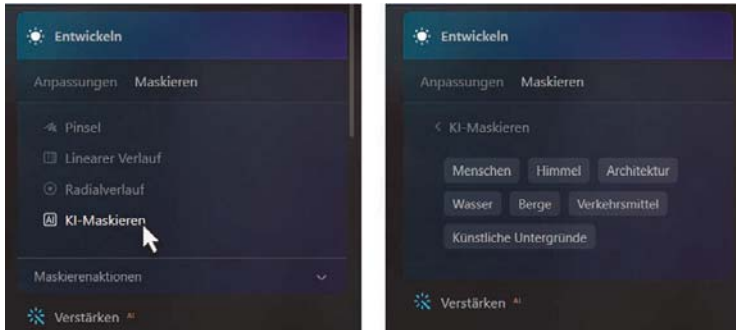 Entwickeln
Anpassungen Maskieren
Pinsel
Linearer Verlauf
Radialverlauf
AI KI-Maskieren
Maskierenaktionen
Verstärken AI
Entwickeln
Anpassungen Maskieren
< KI-Maskieren
Menschen Himmel Architektur
Wasser Berge Verkehrsmittel
Künstliche Untergründe
Verstärken AI